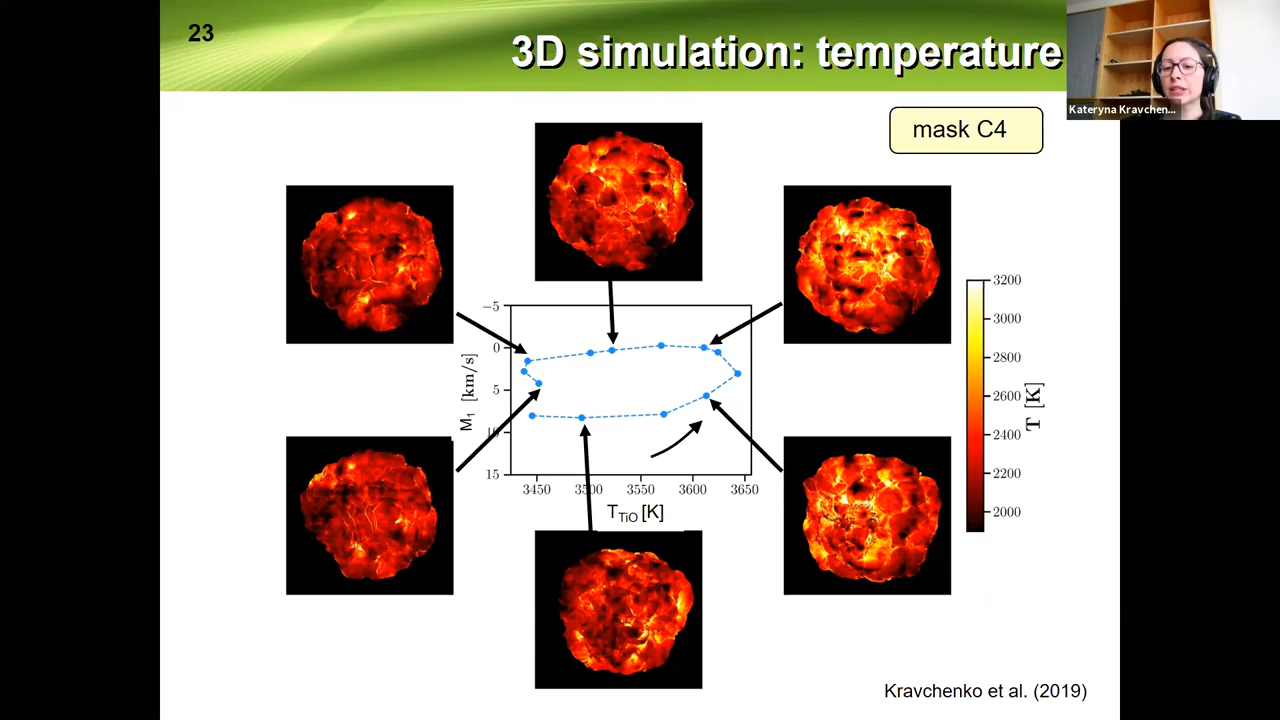 23
3D simulation: temperature
Kateryna Kravchen...
mask C4
−5
0
5
10
15
M1 [km/s]
3450
3500
3550
3600
3650
TTiO [K]
3200
3000
2800
2600
2400
2200
2000
T [K]
Kravchenko et al. (2019)